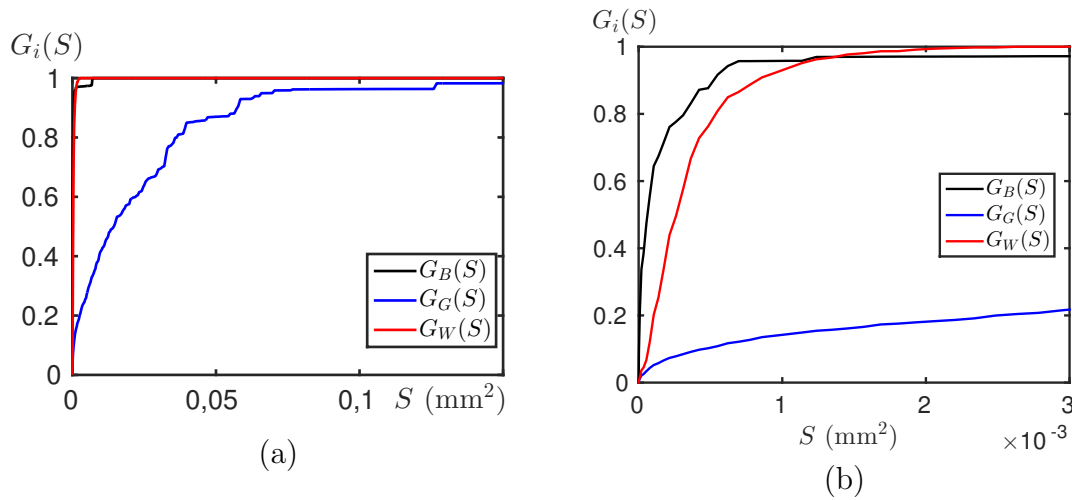 G_i(S)
1
0.8
0.6
0.4
0.2
0
0 0,05 0,1
S (mm²)
G_B(S)
G_G(S)
G_W(S)
(a)
G_i(S)
1
0.8
0.6
0.4
0.2
0
0 1 2 3
S (mm²)
×10⁻³
G_B(S)
G_G(S)
G_W(S)
(b)